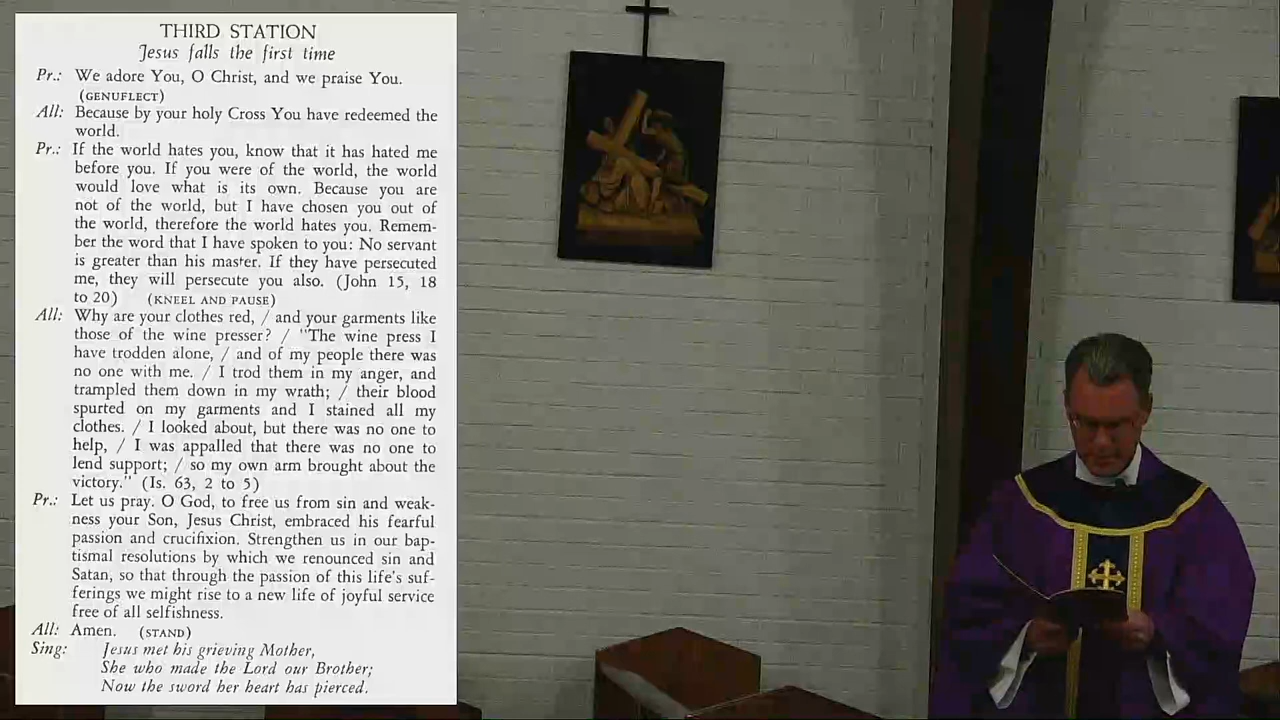 THIRD STATION
Jesus falls the first time
Pr.: We adore You, O Christ, and we praise You.
(GENUFLECT)
All: Because by your holy Cross You have redeemed the
world.
Pr.: If the world hates you, know that it has hated me
before you. If you were of the world, the world
would love what is its own. Because you are
not of the world, but I have chosen you out of
the world, therefore the world hates you. Remem-
ber the word that I have spoken to you: No servant
is greater than his master. If they have persecuted
me, they will persecute you also. (John 15, 18
to 20) (KNEEL AND PAUSE)
All: Why are your clothes red, / and your garments like
those of the wine presser? / "The wine press I
have trodden alone, / and of my people there was
no one with me. / I trod them in my anger, and
trampled them down in my wrath; / their blood
spurted on my garments and I stained all my
clothes. / I looked about, but there was no one to
help, / I was appalled that there was no one to
lend support; / so my own arm brought about the
victory." (Is. 63, 2 to 5)
Pr.: Let us pray. O God, to free us from sin and weak-
ness your Son, Jesus Christ, embraced his fearful
passion and crucifixion. Strengthen us in our bap-
tismal resolutions by which we renounced sin and
Satan, so that through the passion of this life's suf-
ferings we might rise to a new life of joyful service
free of all selfishness.
All: Amen. (STAND)
Sing: Jesus met his grieving Mother,
She who made the Lord our Brother;
Now the sword her heart has pierced.